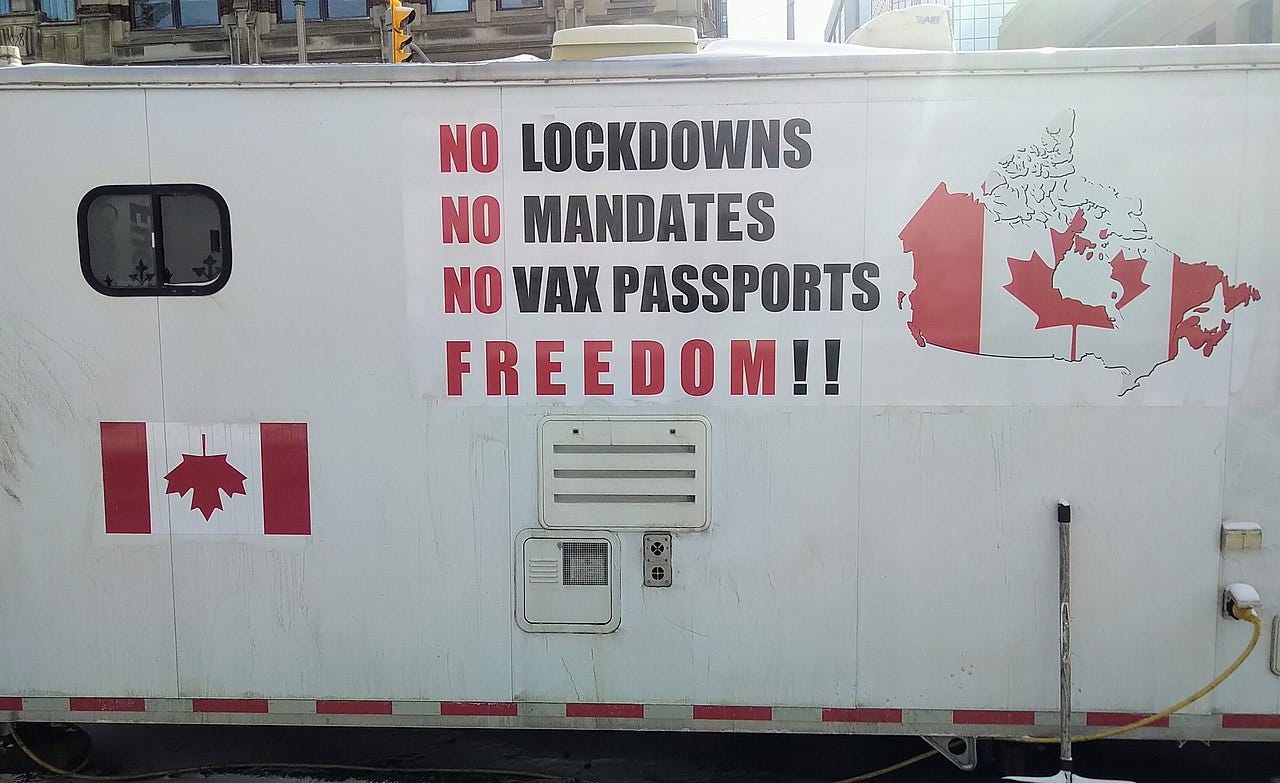 NO LOCKDOWNS
NO MANDATES
NO VAX PASSPORTS
FREEDOM!!